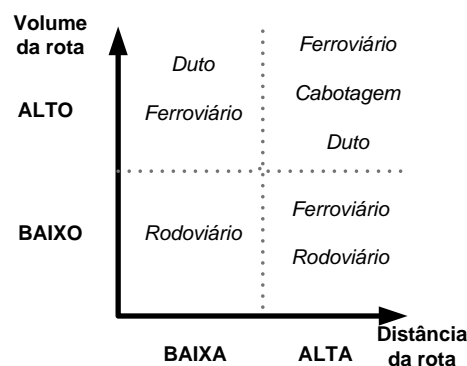 Volume
da rota
ALTO
Duto
Ferroviário
Ferroviário
Cabotagem
Duto
BAIXO
Rodoviário
Ferroviário
Rodoviário
BAIXA
ALTA
Distância
da rota